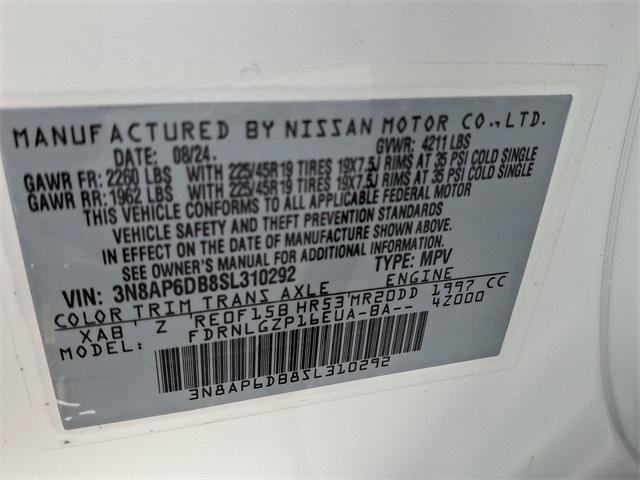 MANUFACTURED BY NISSAN MOTOR CO.,LTD.
DATE: 08/24. GVWR: 4211 LBS
GAWR FR: 2260 LBS WITH 225/45R19 TIRES 19X7.5J RIMS AT 35 PSI COLD SINGLE
GAWR RR: 1962 LBS WITH 225/45R19 TIRES 19X7.5J RIMS AT 35 PSI COLD SINGLE
THIS VEHICLE CONFORMS TO ALL APPLICABLE FEDERAL MOTOR
VEHICLE SAFETY AND THEFT PREVENTION STANDARDS
IN EFFECT ON THE DATE OF MANUFACTURE SHOWN ABOVE.
SEE OWNER'S MANUAL FOR ADDITIONAL INFORMATION.
VIN: 3N8AP6DB8SL310292 TYPE: MPV
COLOR TRIM TRANS AXLE ENGINE
XAB Z RE0F15B HR53 MR20DD 1997 CC
MODEL: FDRNLGZP16EUA-BA-- 4Z000
3N8AP6DB8SL310292